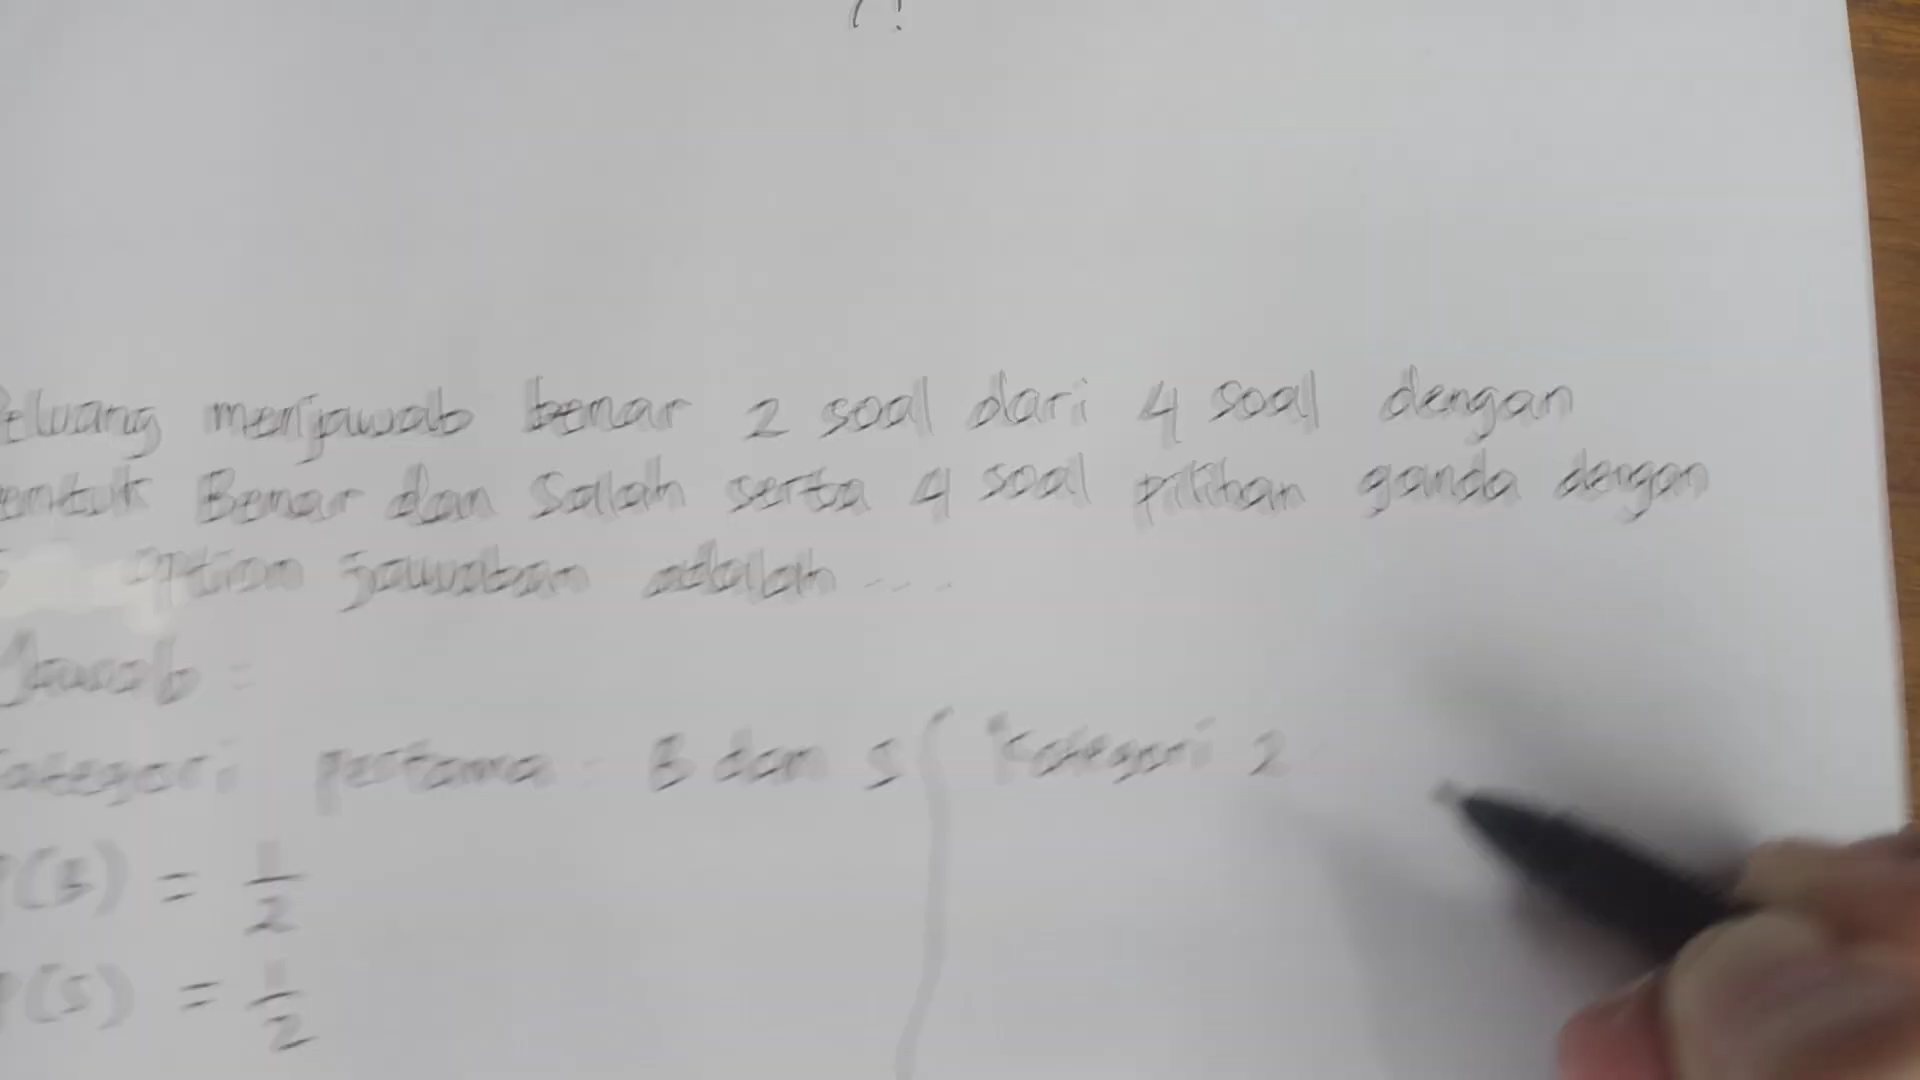 eluang menjawab benar 2 soal dari 4 soal dengan
entuk Benar dan Salah serta 4 soal pilihan ganda dengan
option jawaban adalah ....
Jawab =
ategori pertama : B dan S Kategori 2
P(B) = 1/2
P(S) = 1/2